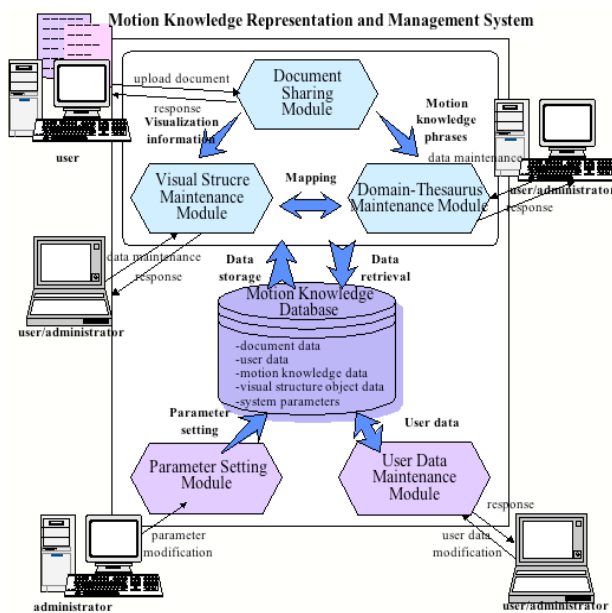 Motion Knowledge Representation and Management System
upload document
response
user
Document
Sharing
Module
Visualization
information
Motion
knowledge
phrases
data maintenance
user/administrator
response
Visual Strucre
Maintenance
Module
Mapping
Domain-Thesaurus
Maintenance Module
data maintenance
response
user/administrator
Data
storage
Data
retrieval
Motion Knowledge
Database
-document data
-user data
-motion knowledge data
-visual structure object data
-system parameters
Parameter
setting
User data
Parameter Setting
Module
User Data
Maintenance
Module
parameter
modification
administrator
response
user data
modification
user/administrator